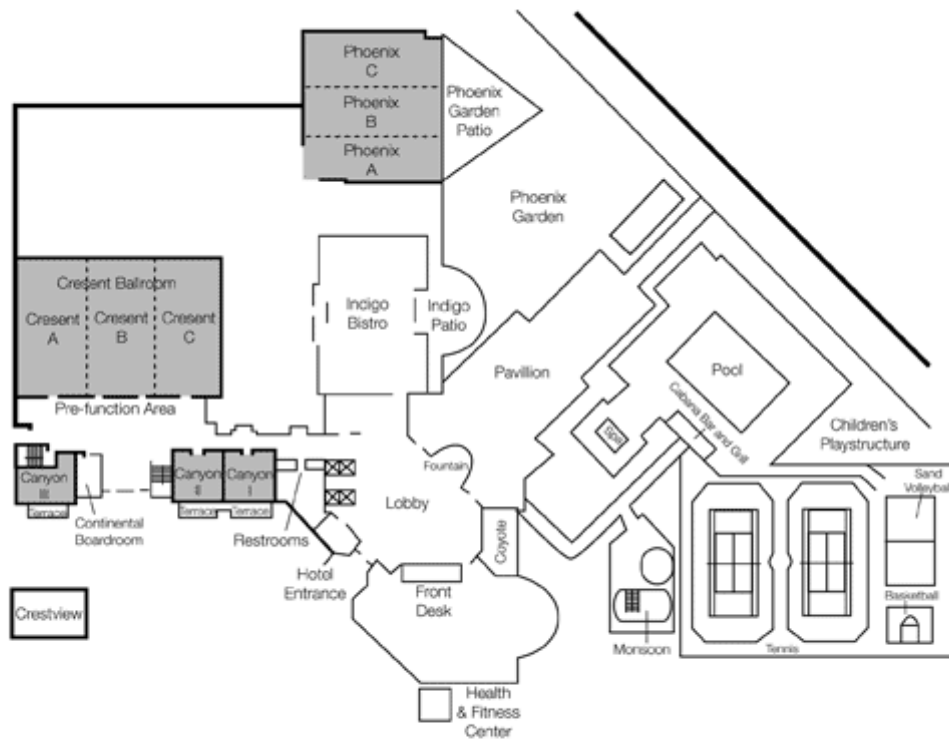 Phoenix
C
Phoenix
B
Phoenix
A
Phoenix
Garden
Patio
Phoenix
Garden
Cresent Ballroom
Cresent
A
Cresent
B
Cresent
C
Pre-function Area
Indigo
Bistro
Indigo
Patio
Pavillion
Pool
Spa
Cabana Bar and Grill
Children's
Playstructure
Sand
Volleyball
Basketball
Tennis
Monsoon
Fountain
Lobby
Coyote
Front
Desk
Health
& Fitness
Center
Hotel
Entrance
Restrooms
Canyon
I
Canyon
II
Terrace
Terrace
Canyon
III
Terrace
Continental
Boardroom
Crestview